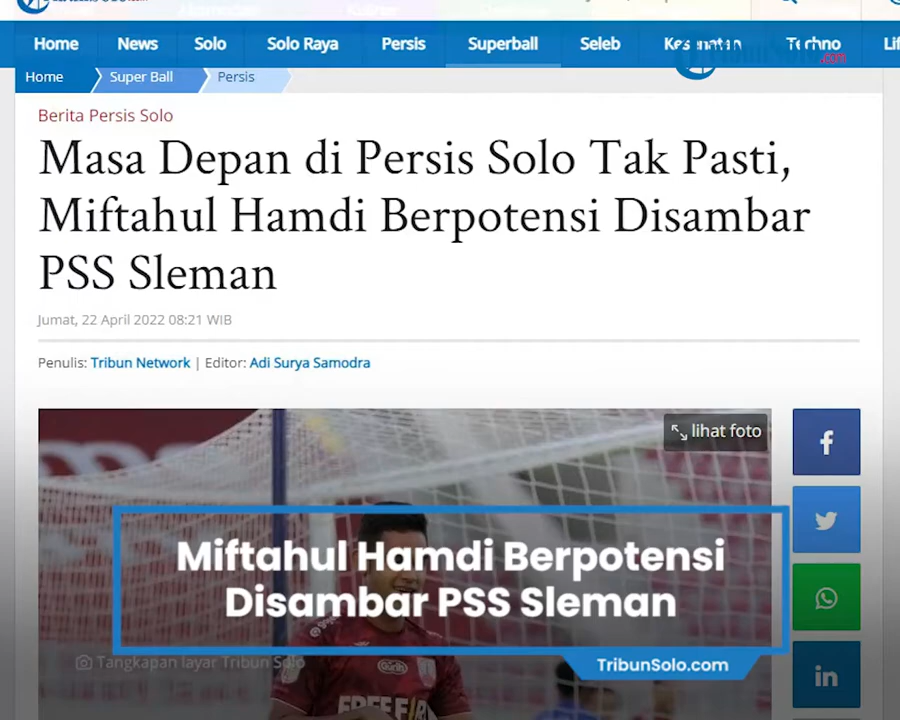 Home News Solo Solo Raya Persis Superball Seleb Kesehatan Techno
Home Super Ball Persis
Berita Persis Solo
Masa Depan di Persis Solo Tak Pasti,
Miftahul Hamdi Berpotensi Disambar
PSS Sleman
Jumat, 22 April 2022 08:21 WIB
Penulis: Tribun Network | Editor: Adi Surya Samodra
lihat foto
Miftahul Hamdi Berpotensi
Disambar PSS Sleman
Tangkapan layar Tribun Solo
TribunSolo.com
FREE FIRE